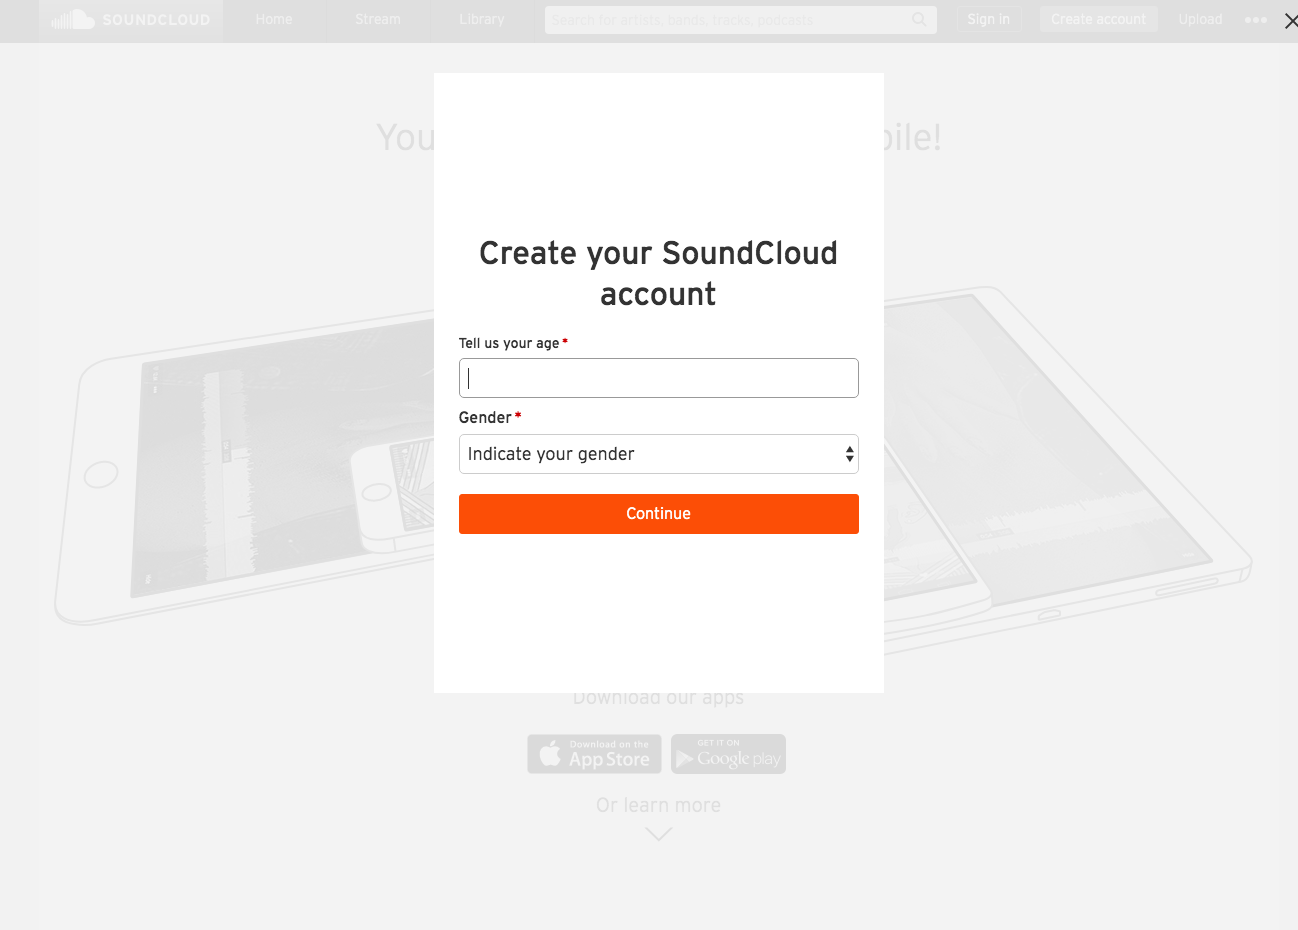 SOUNDCLOUD
Home
Stream
Library
Search for artists, bands, tracks, podcasts
Sign in
Create account
Upload
You
bile!
Create your SoundCloud
account
Tell us your age *
Gender *
Indicate your gender
Continue
Download our apps
Download on the
App Store
GET IT ON
Google play
Or learn more